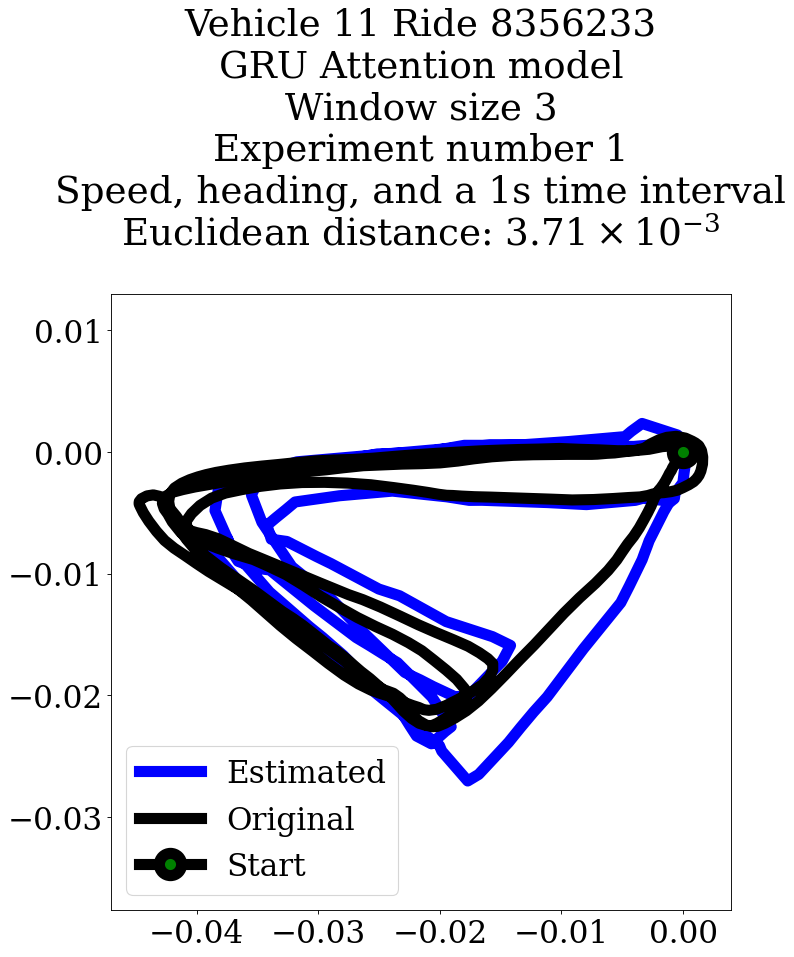 Vehicle 11 Ride 8356233
GRU Attention model
Window size 3
Experiment number 1
Speed, heading, and a 1s time interval
Euclidean distance: 3.71 × 10⁻³
0.01
0.00
−0.01
−0.02
−0.03
Estimated
Original
Start
−0.04 −0.03 −0.02 −0.01 0.00